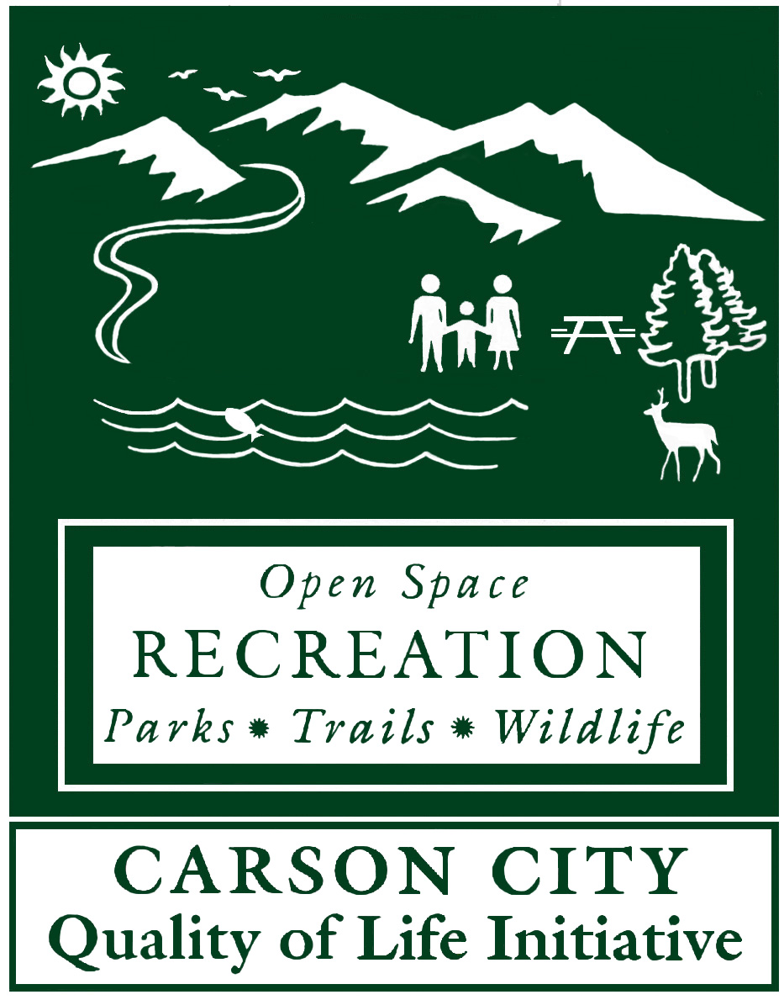 Open Space
RECREATION
Parks ✹ Trails ✹ Wildlife
CARSON CITY
Quality of Life Initiative